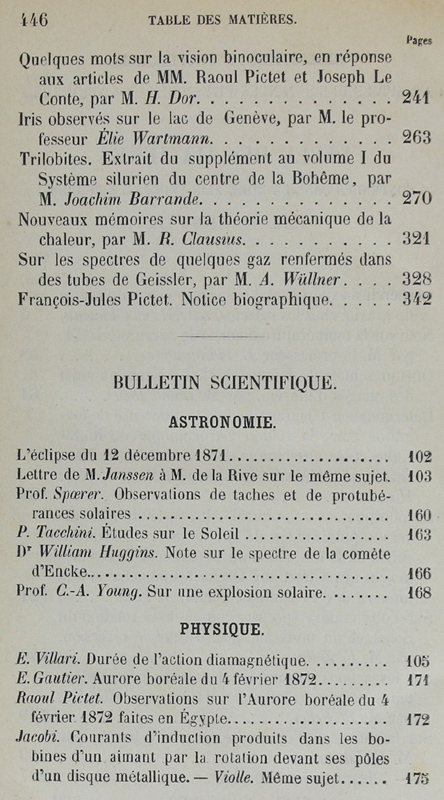 446 TABLE DES MATIÈRES.
Pages
Quelques mots sur la vision binoculaire, en réponse
aux articles de MM. Raoul Pictet et Joseph Le
Conte, par M. H. Dor. . . . . . . . . . . . . . . 241
Iris observés sur le lac de Genève, par M. le pro-
fesseur Élie Wartmann. . . . . . . . . . . . . . 263
Trilobites. Extrait du supplément au volume I du
Système silurien du centre de la Bohême, par
M. Joachim Barrande. . . . . . . . . . . . . . . 270
Nouveaux mémoires sur la théorie mécanique de la
chaleur, par M. R. Clausius. . . . . . . . . . . . 321
Sur les spectres de quelques gaz renfermés dans
des tubes de Geissler, par M. A. Wüllner. . . . 328
François-Jules Pictet. Notice biographique. . . . . 342
BULLETIN SCIENTIFIQUE.
ASTRONOMIE.
L'éclipse du 12 décembre 1871.................... 102
Lettre de M. Janssen à M. de la Rive sur le même sujet. 103
Prof. Spœrer. Observations de taches et de protubé-
rances solaires ................................ 160
P. Tacchini. Études sur le Soleil .................. 163
Dr William Huggins. Note sur le spectre de la comète
d'Encke....................................... 166
Prof. C.-A. Young. Sur une explosion solaire. ........ 168
PHYSIQUE.
E. Villari. Durée de l'action diamagnétique. .......... 105
E. Gautier. Aurore boréale du 4 février 1872......... 171
Raoul Pictet. Observations sur l'Aurore boréale du 4
février 1872 faites en Égypte.................... 172
Jacobi. Courants d'induction produits dans les bo-
bines d'un aimant par la rotation devant ses pôles
d'un disque métallique. — Violle. Même sujet...... 175